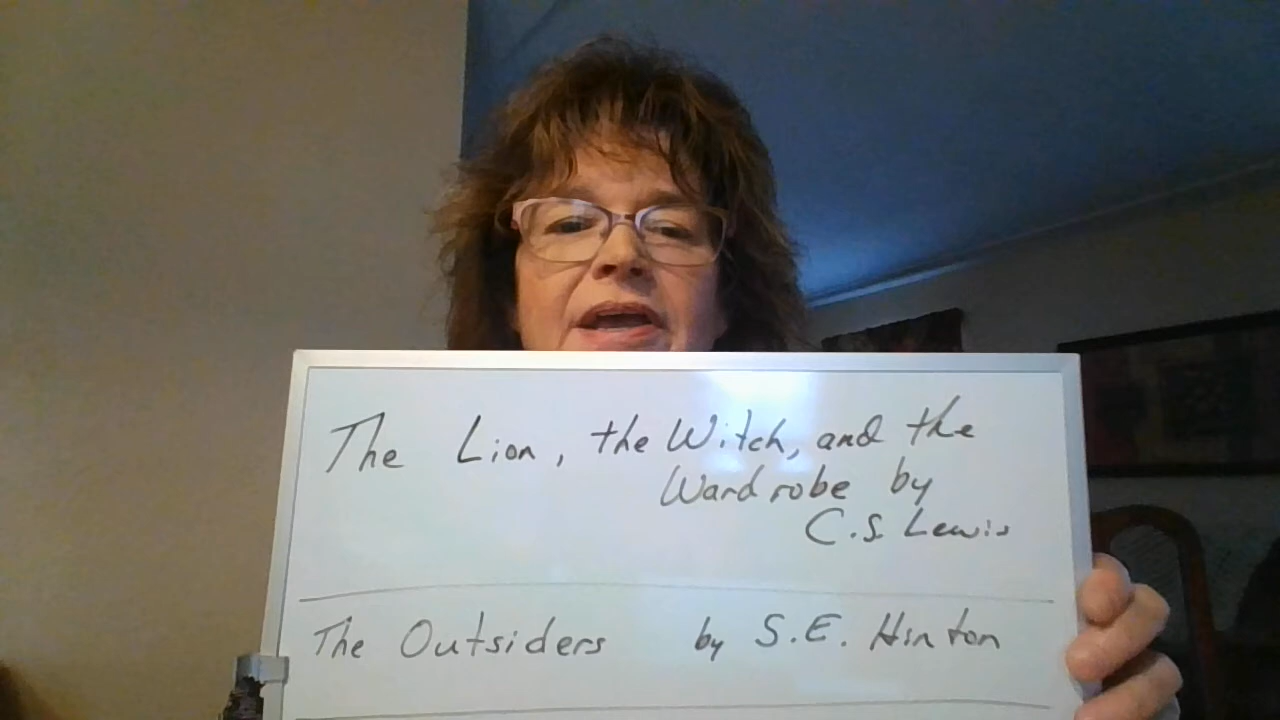 The Lion, the Witch, and the
Wardrobe by
C.S. Lewis
The Outsiders by S.E. Hinton